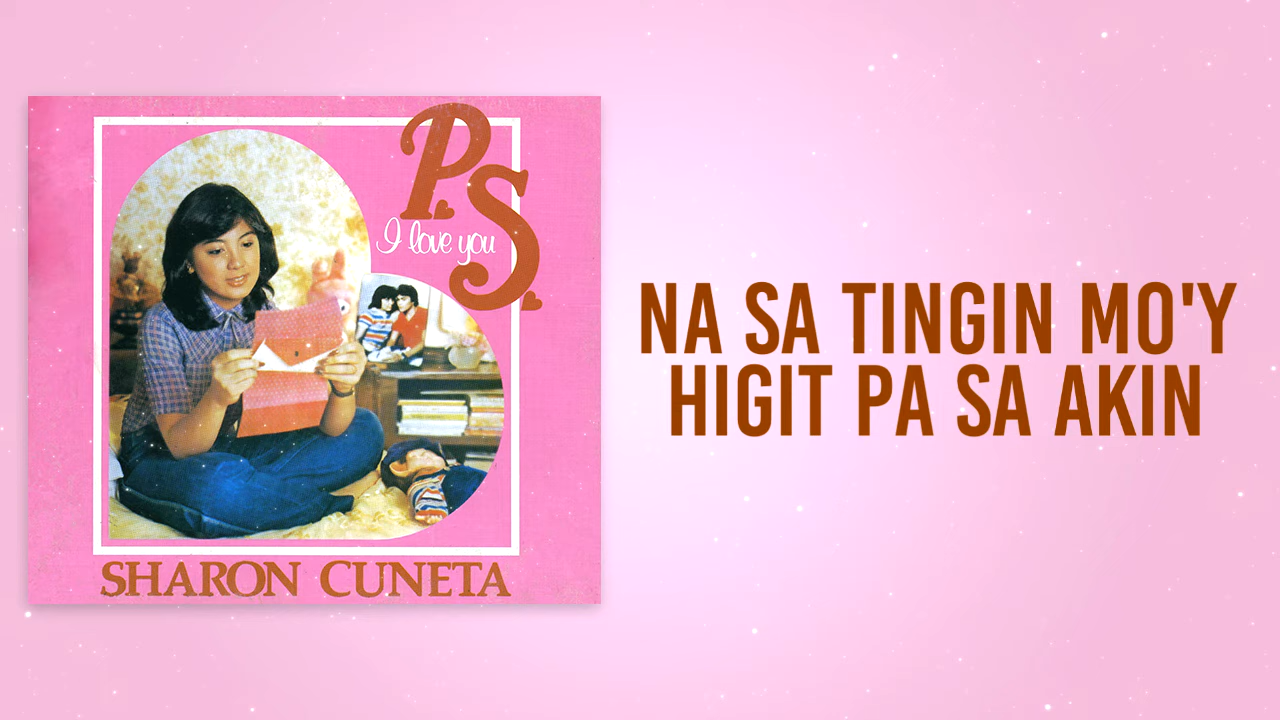 P.S.
I love you
SHARON CUNETA
NA SA TINGIN MO'Y
HIGIT PA SA AKIN